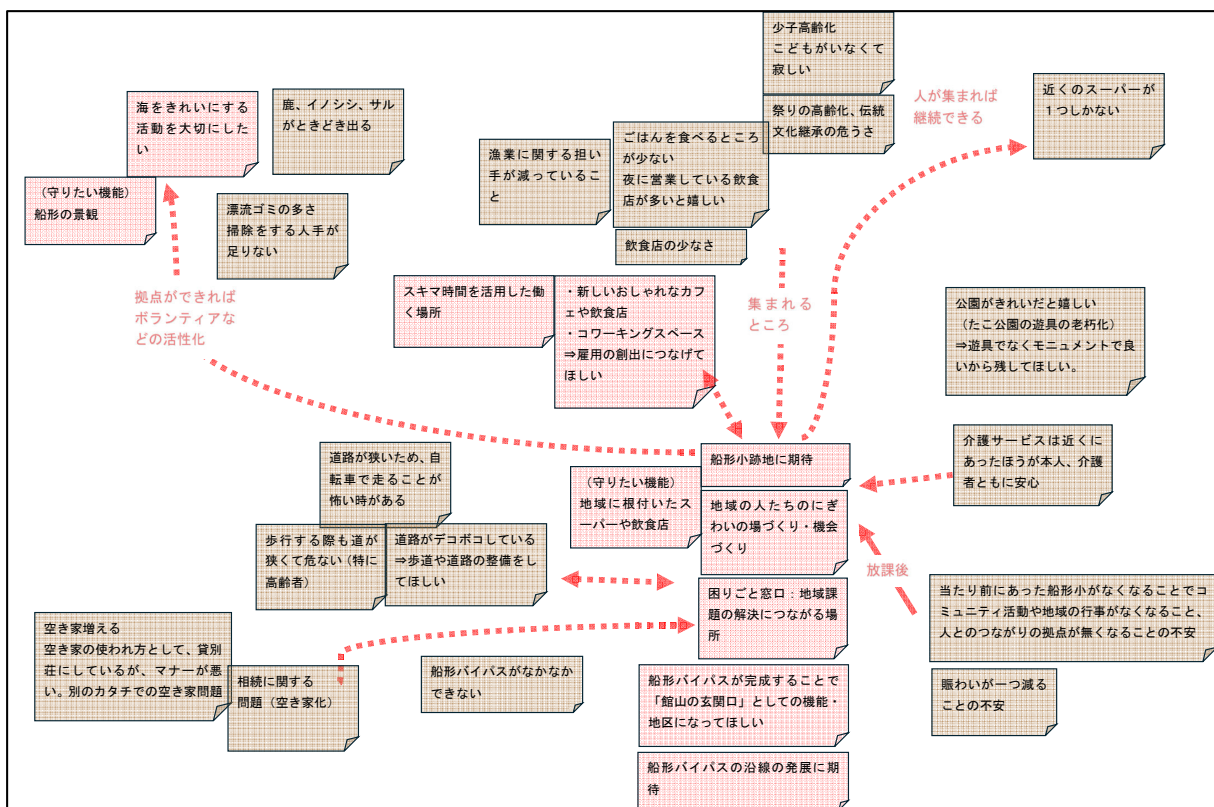 少子高齢化
こどもがいなくて
寂しい
祭りの高齢化、伝統
文化継承の危うさ
人が集まれば
継続できる
近くのスーパーが
１つしかない
海をきれいにする
活動を大切にした
い
鹿、イノシシ、サル
がときどき出る
漁業に関する担い
手が減っているこ
と
ごはんを食べるところ
が少ない
夜に営業している飲食
店が多いと嬉しい
飲食店の少なさ
（守りたい機能）
船形の景観
漂流ゴミの多さ
掃除をする人手が
足りない
拠点ができれば
ボランティアな
どの活性化
スキマ時間を活用した働
く場所
・新しいおしゃれなカフ
ェや飲食店
・コワーキングスペース
⇒雇用の創出につなげて
ほしい
集まれる
ところ
公園がきれいだと嬉しい
（たこ公園の遊具の老朽化）
⇒遊具でなくモニュメントで良
いから残してほしい。
船形小跡地に期待
介護サービスは近くに
あったほうが本人、介護
者ともに安心
（守りたい機能）
地域に根付いたス
ーパーや飲食店
地域の人たちのにぎ
わいの場づくり・機会
づくり
道路が狭いため、自
転車で走ることが
怖い時がある
歩行する際も道が
狭くて危ない（特に
高齢者）
道路がデコボコしている
⇒歩道や道路の整備をし
てほしい
放課後
困りごと窓口：地域課
題の解決につながる場
所
当たり前にあった船形小がなくなることでコ
ミュニティ活動や地域の行事がなくなること、
人とのつながりの拠点が無くなることの不安
空き家増える
空き家の使われ方として、貸別
荘にしているが、マナーが悪
い。別のカタチでの空き家問題
相続に関する
問題（空き家化）
船形バイパスがなかなか
できない
船形バイパスが完成することで
「館山の玄関口」としての機能・
地区になってほしい
賑わいが一つ減る
ことの不安
船形バイパスの沿線の発展に期
待